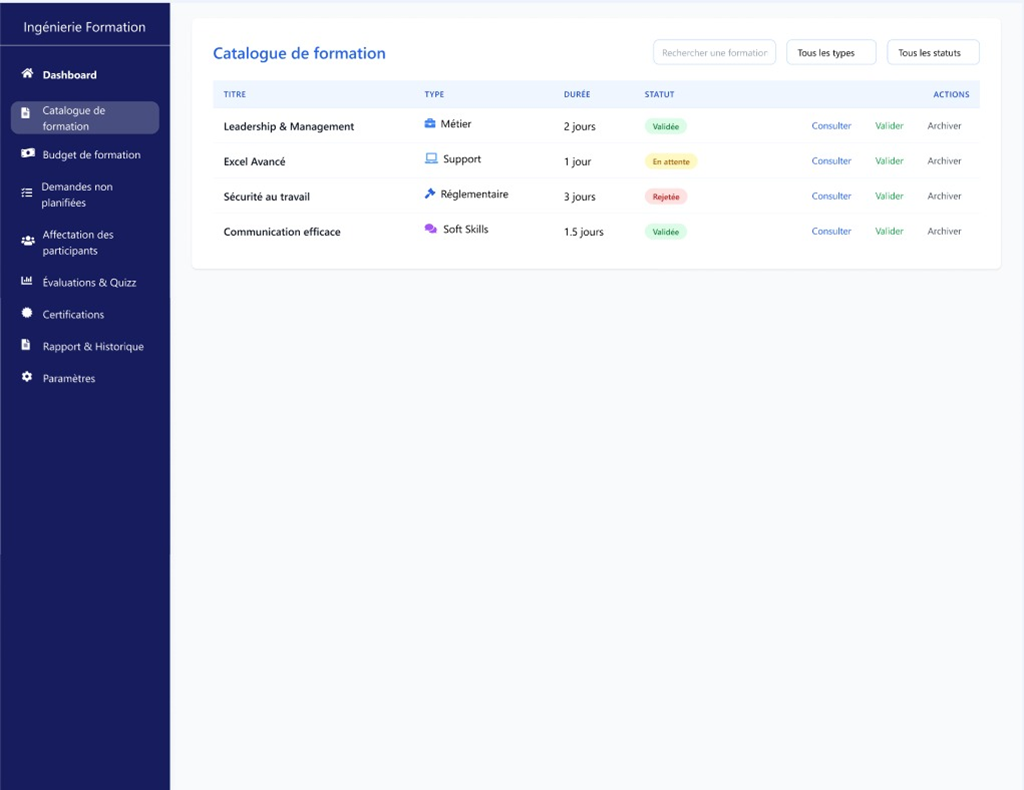 Ingénierie Formation
Dashboard
Catalogue de
formation
Budget de formation
Demandes non
planifiées
Affectation des
participants
Évaluations & Quizz
Certifications
Rapport & Historique
Paramètres
Catalogue de formation
Rechercher une formation
Tous les types
Tous les statuts
TITRE TYPE DURÉE STATUT ACTIONS
Leadership & Management Métier 2 jours Validée Consulter Valider Archiver
Excel Avancé Support 1 jour En attente Consulter Valider Archiver
Sécurité au travail Réglementaire 3 jours Rejetée Consulter Valider Archiver
Communication efficace Soft Skills 1.5 jours Validée Consulter Valider Archiver